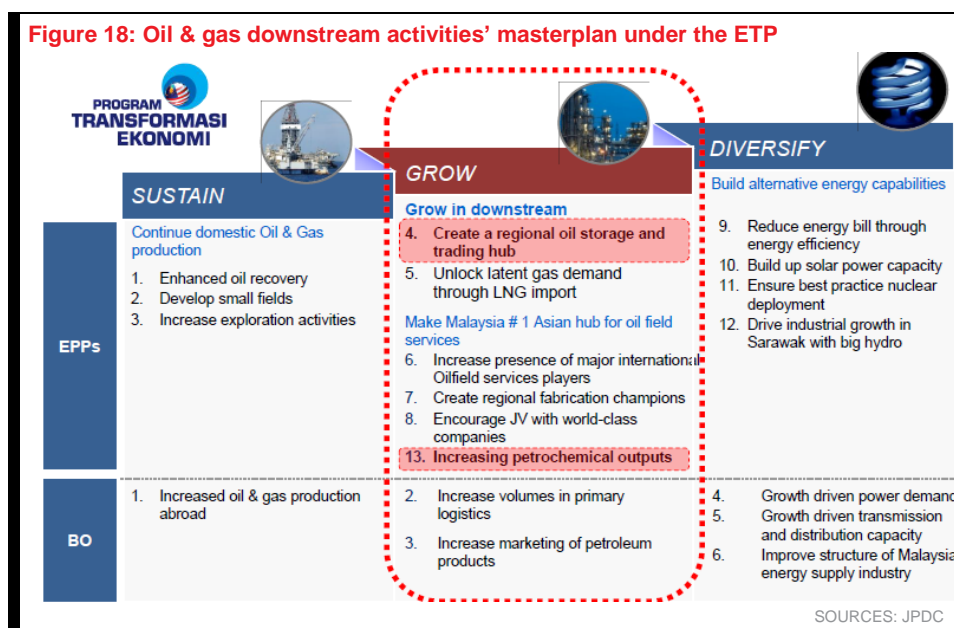 Figure 18: Oil & gas downstream activities' masterplan under the ETP
PROGRAM
TRANSFORMASI
EKONOMI
SUSTAIN
GROW
DIVERSIFY
EPPs
Continue domestic Oil & Gas
production
1. Enhanced oil recovery
2. Develop small fields
3. Increase exploration activities
Grow in downstream
4. Create a regional oil storage and
trading hub
5. Unlock latent gas demand
through LNG import
Make Malaysia # 1 Asian hub for oil field
services
6. Increase presence of major international
Oilfield services players
7. Create regional fabrication champions
8. Encourage JV with world-class
companies
13. Increasing petrochemical outputs
Build alternative energy capabilities
9. Reduce energy bill through
energy efficiency
10. Build up solar power capacity
11. Ensure best practice nuclear
deployment
12. Drive industrial growth in
Sarawak with big hydro
BO
1. Increased oil & gas production
abroad
2. Increase volumes in primary
logistics
3. Increase marketing of petroleum
products
4. Growth driven power demand
5. Growth driven transmission
and distribution capacity
6. Improve structure of Malaysia
energy supply industry
SOURCES: JPDC